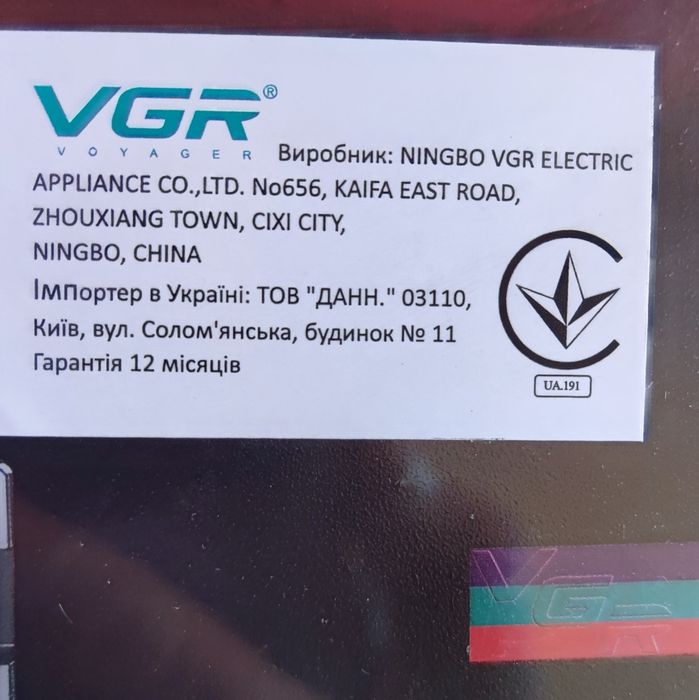 VGR®
VOYAGER
Виробник: NINGBO VGR ELECTRIC
APPLIANCE CO.,LTD. No656, KAIFA EAST ROAD,
ZHOUXIANG TOWN, CIXI CITY,
NINGBO, CHINA
Імпортер в Україні: ТОВ "ДАНН." 03110,
Київ, вул. Солом'янська, будинок № 11
Гарантія 12 місяців
UA.191
VGR